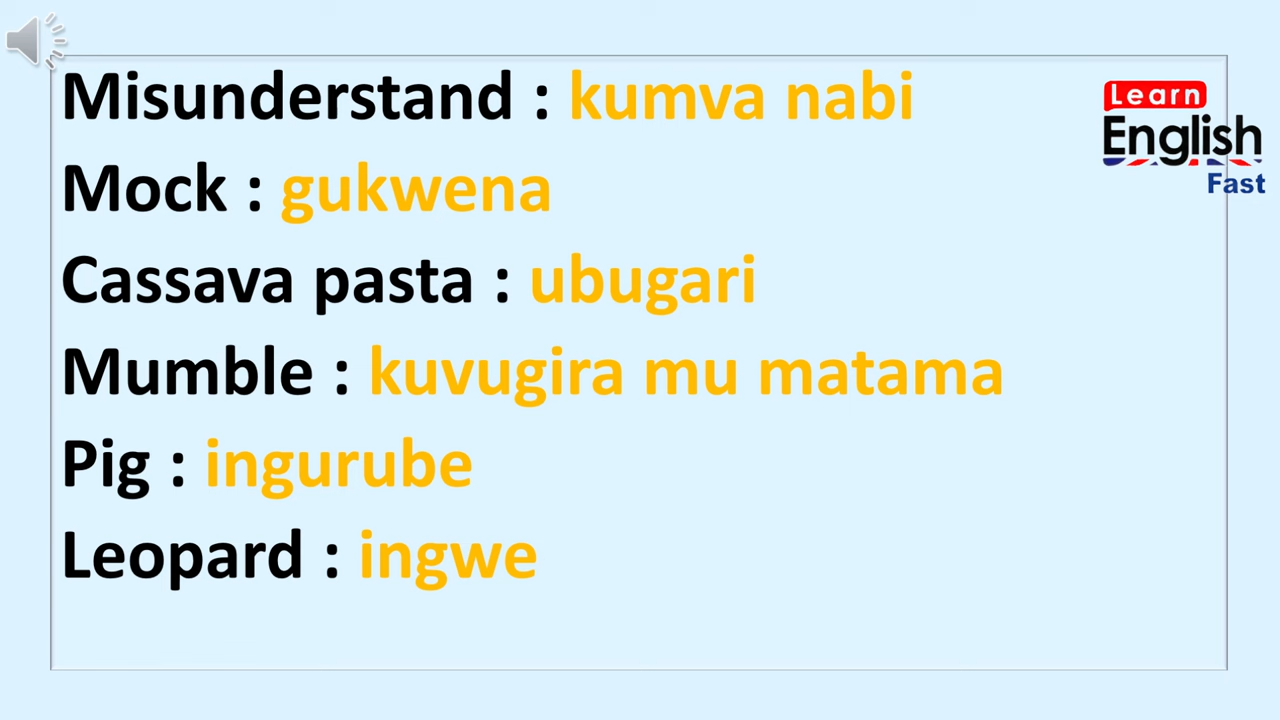 Misunderstand : kumva nabi
Mock : gukwena
Cassava pasta : ubugari
Mumble : kuvugira mu matama
Pig : ingurube
Leopard : ingwe
Learn
English
Fast